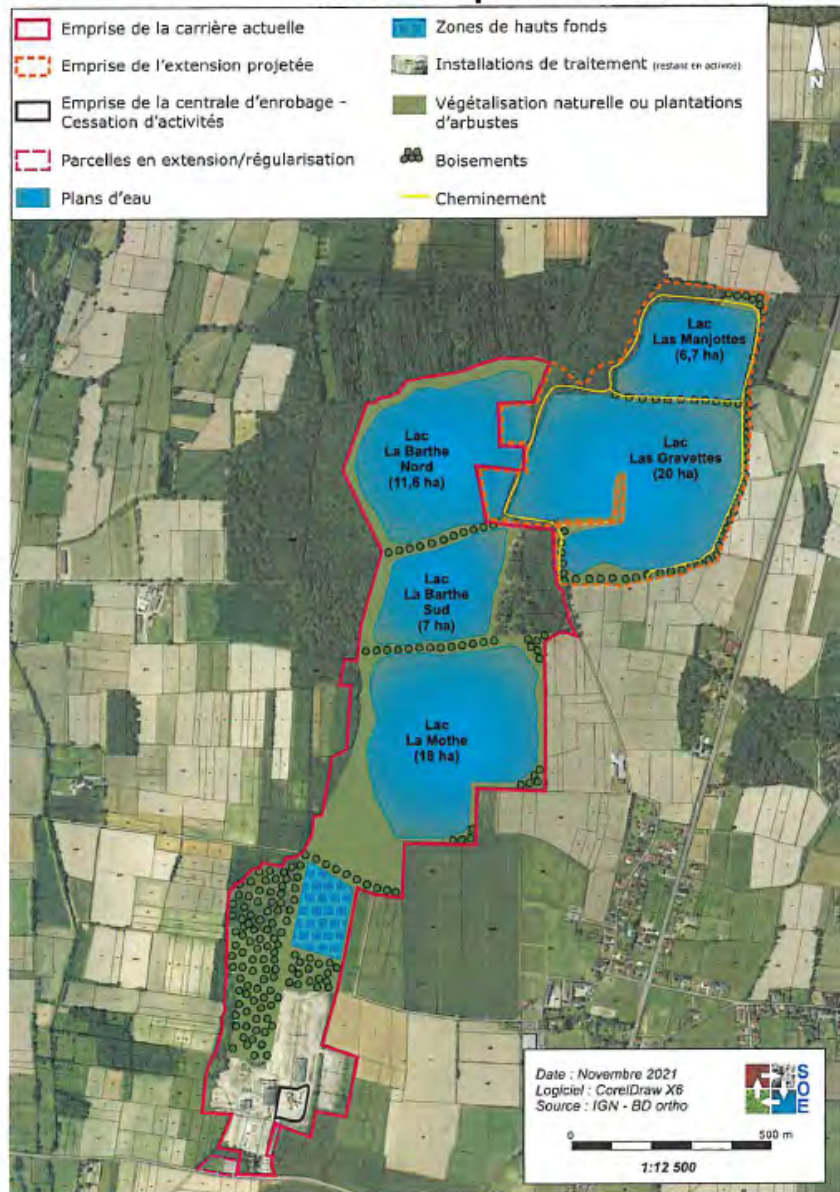 Emprise de la carrière actuelle
Emprise de l'extension projetée
Emprise de la centrale d'enrobage -
Cessation d'activités
Parcelles en extension/régularisation
Plans d'eau
Zones de hauts fonds
Installations de traitement (restant en activité)
Végétalisation naturelle ou plantations
d'arbustes
Boisements
Cheminement
N
Lac
Las Manjottes
(6,7 ha)
Lac
La Barthe
Nord
(11,6 ha)
Lac
Las Gravettes
(20 ha)
Lac
La Barthe
Sud
(7 ha)
Lac
La Mothe
(18 ha)
Date : Novembre 2021
Logiciel : CorelDraw X6
Source : IGN - BD ortho
SOE
0 500 m
1:12 500